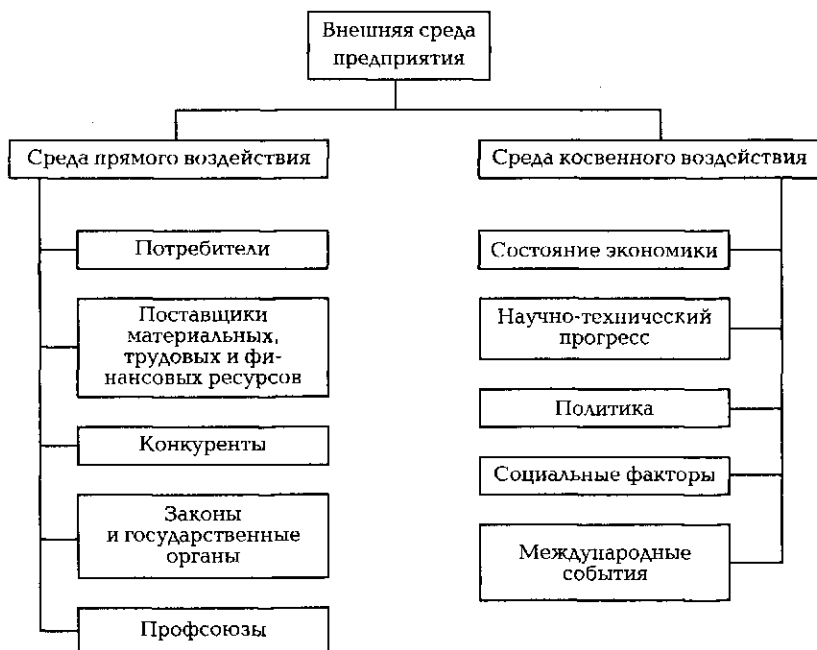 Внешняя среда
предприятия
Среда прямого воздействия
Потребители
Поставщики
материальных,
трудовых и фи-
нансовых ресурсов
Конкуренты
Законы
и государственные
органы
Профсоюзы
Среда косвенного воздействия
Состояние экономики
Научно-технический
прогресс
Политика
Социальные факторы
Международные
события